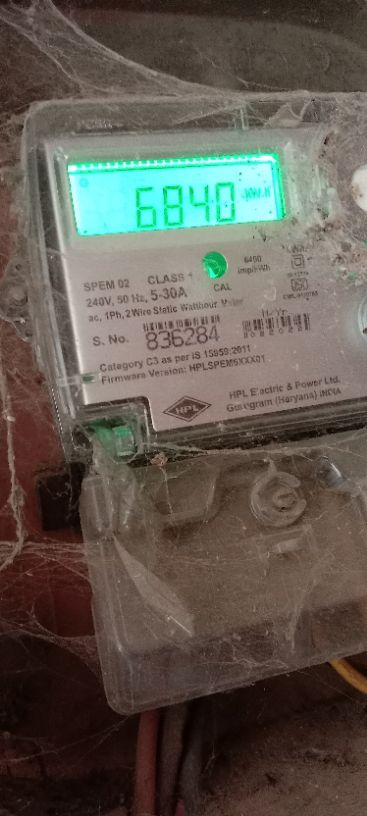 6840 kW.h
SPEM 02 CLASS 1
6400
imp/kWh
240V, 50 Hz, 5-30A CAL
ac, 1Ph, 2 Wire Static Watthour Meter
S. No. 836284
Category C3 as per IS 15959:2011
Firmware Version:
HPL
HPL Electric & Power Ltd.
Gurugram (Haryana) INDIA